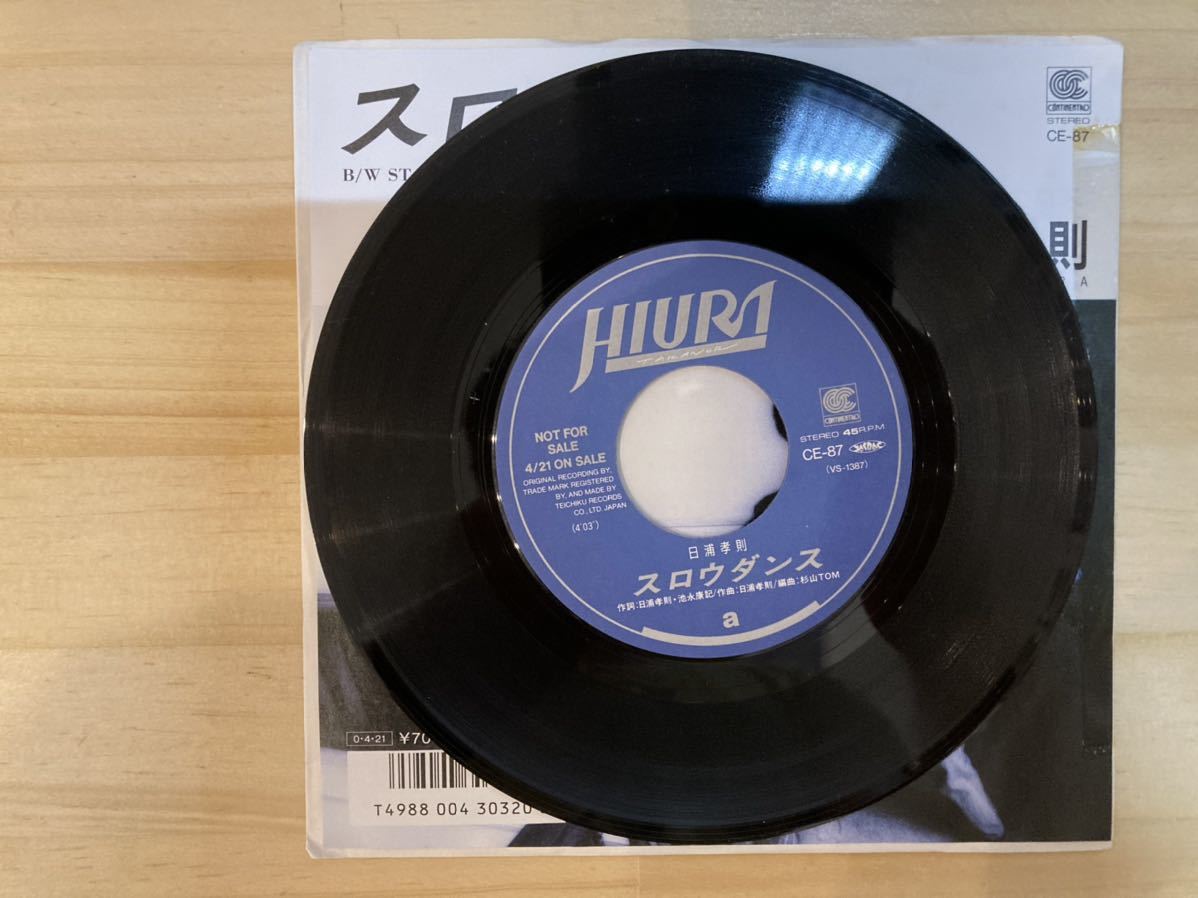 スロ
B/W ST
CONTINENTAL
STEREO
CE-87
則
R A
HIURA
TAKANORI
NOT FOR
SALE
4/21 ON SALE
ORIGINAL RECORDING BY,
TRADE MARK REGISTERED
BY, AND MADE BY
TEICHIKU RECORDS
CO., LTD. JAPAN
(4'03")
CONTINENTAL
STEREO 45R.P.M
CE-87 JASRAC
(VS-1387)
日浦孝則
スロウダンス
作詞:日浦孝則・池永康記/作曲:日浦孝則/編曲:杉山TOM
a
0・4・21 ¥70
T4988 004 30320